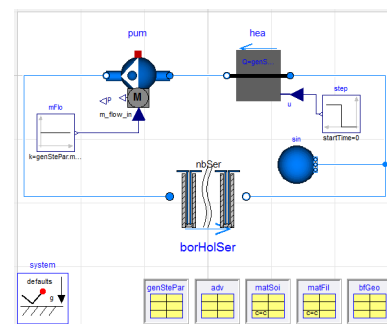 pum
hea
Q=genS...
mFlo
P
M
m_flow_in
k=genStePar.m...
step
u
startTime=0
sin
nbSer
borHolSer
system
defaults
g
genStePar
adv
matSoi
matFil
bfGeo
C=C
C=C